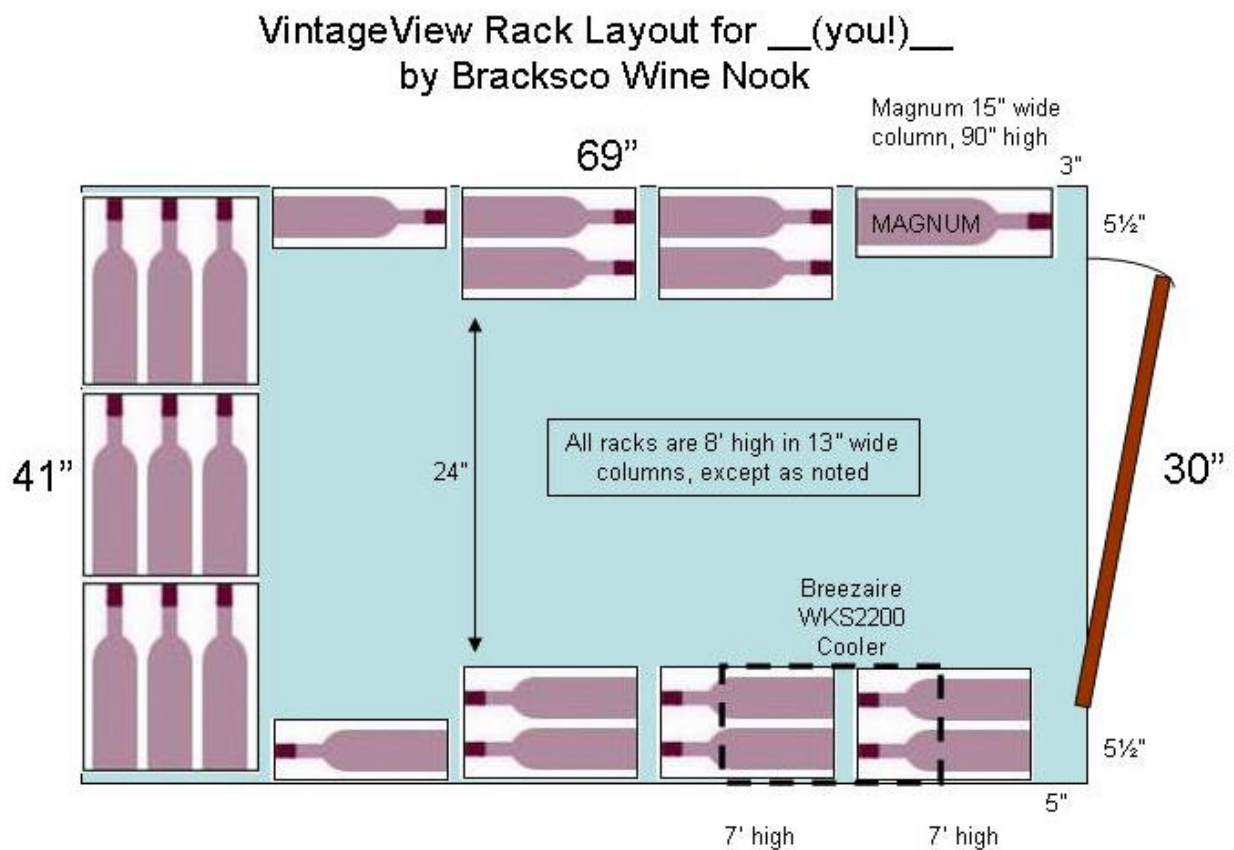 VintageView Rack Layout for __(you!)__
by Bracksco Wine Nook
Magnum 15" wide
column, 90" high
69”
3"
MAGNUM
5½"
41”
24"
All racks are 8' high in 13" wide
columns, except as noted
30”
Breezaire
WKS2200
Cooler
5½"
5"
7' high
7' high